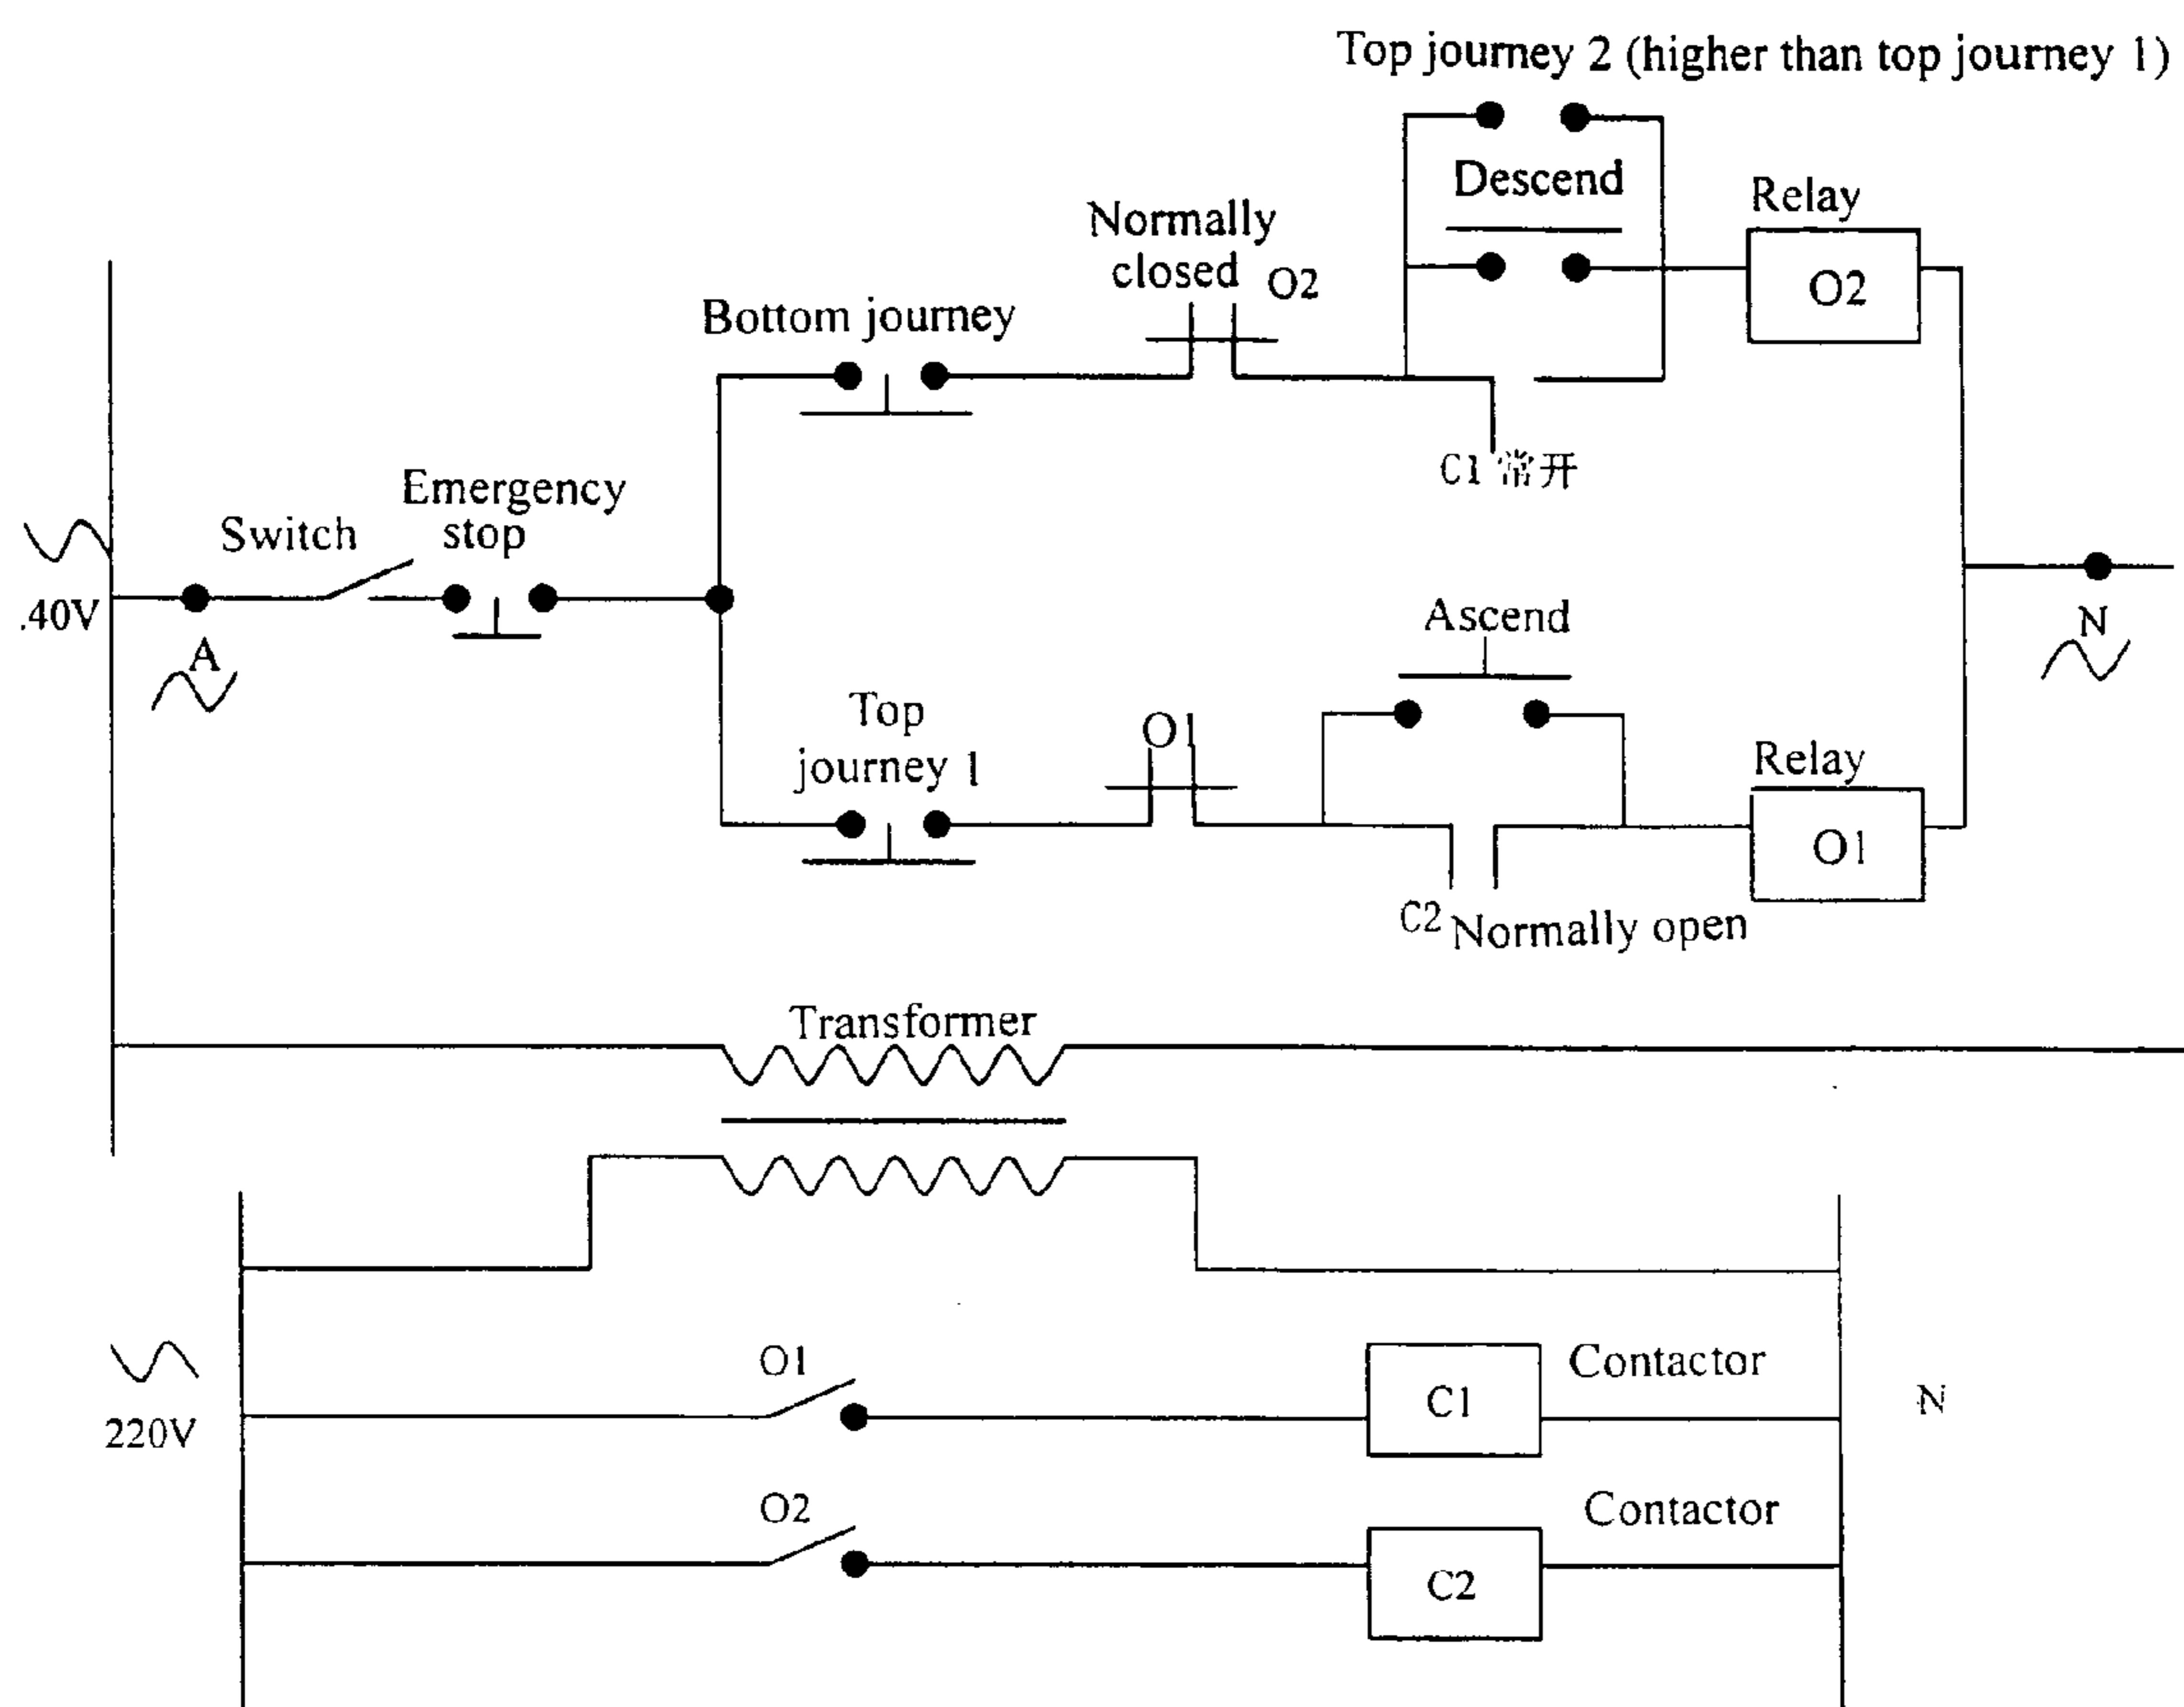 Top journey 2 (higher than top journey 1)
Descend
Relay
O2
Normally
closed O2
Bottom journey
C1 常开
Emergency
stop
Switch
.40V
A
N
Ascend
Top
journey 1
O1
Relay
O1
C2 Normally open
Transformer
220V
O1
C1
Contactor
N
O2
C2
Contactor